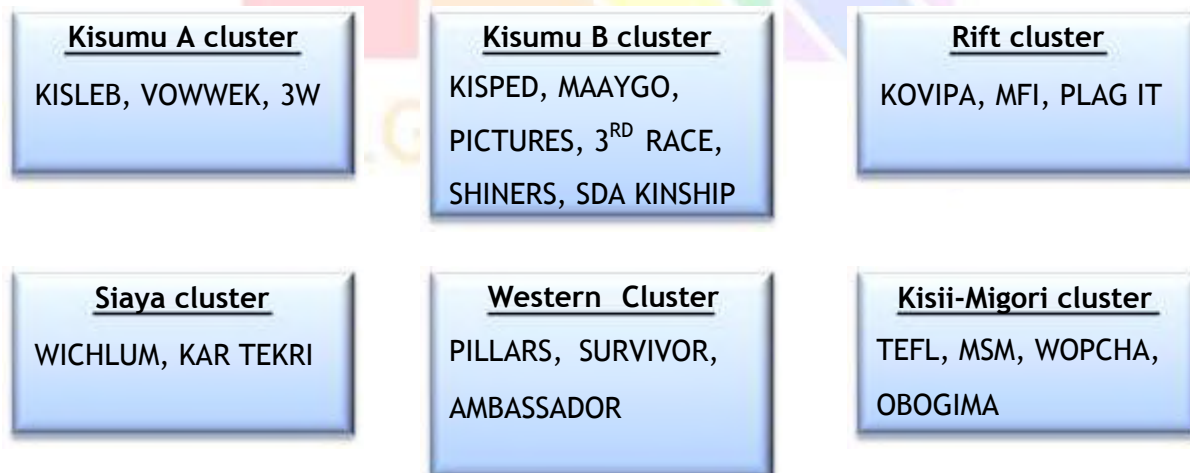 Kisumu A cluster
KISLEB, VOWWEK, 3W
Kisumu B cluster
KISPED, MAAYGO,
PICTURES, 3RD RACE,
SHINERS, SDA KINSHIP
Rift cluster
KOVIPA, MFI, PLAG IT
Siaya cluster
WICHLUM, KAR TEKRI
Western Cluster
PILLARS, SURVIVOR,
AMBASSADOR
Kisii-Migori cluster
TEFL, MSM, WOPCHA,
OBOGIMA